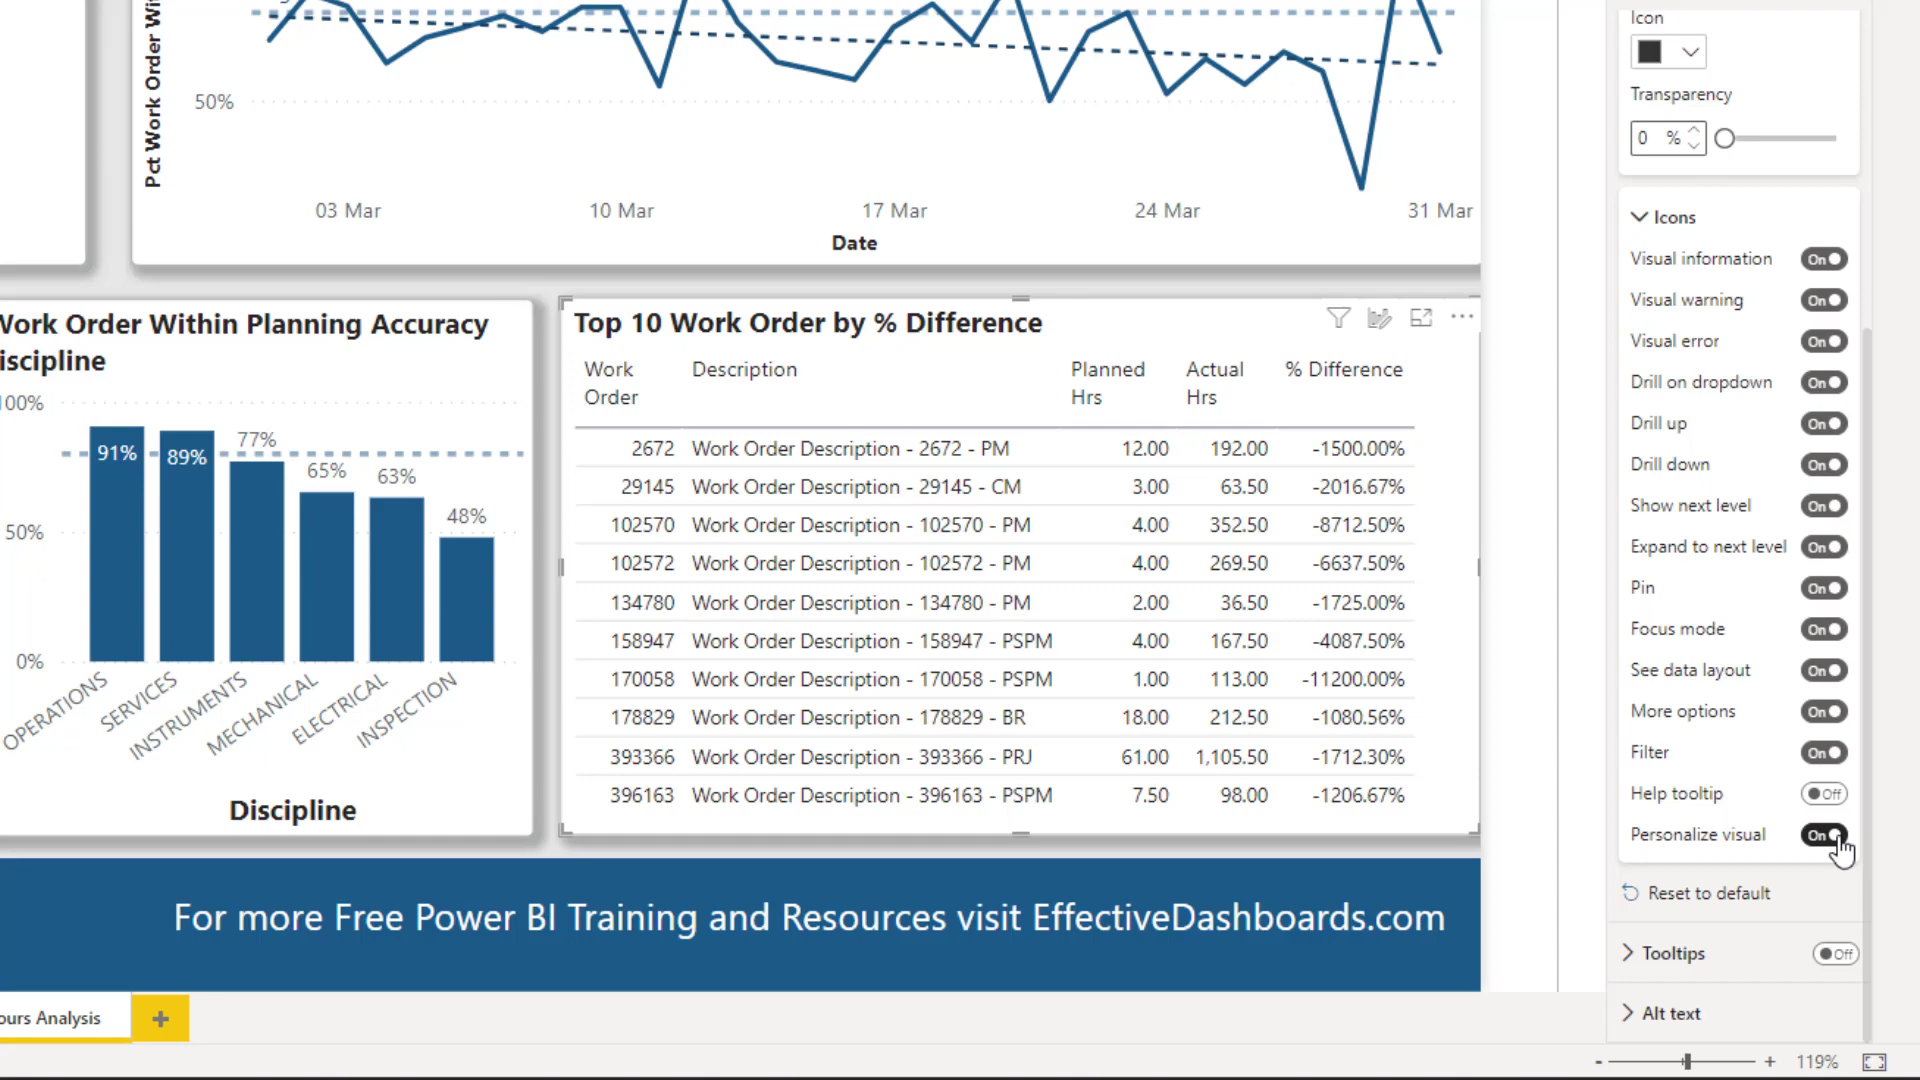 Pct Work Order Wi
50%
03 Mar
10 Mar
17 Mar
24 Mar
31 Mar
Date
Work Order Within Planning Accuracy
iscipline
100%
50%
0%
91%
89%
77%
65%
63%
48%
OPERATIONS
SERVICES
INSTRUMENTS
MECHANICAL
ELECTRICAL
INSPECTION
Discipline
Top 10 Work Order by % Difference
Work Order Description Planned Hrs Actual Hrs % Difference
2672 Work Order Description - 2672 - PM 12.00 192.00 -1500.00%
29145 Work Order Description - 29145 - CM 3.00 63.50 -2016.67%
102570 Work Order Description - 102570 - PM 4.00 352.50 -8712.50%
102572 Work Order Description - 102572 - PM 4.00 269.50 -6637.50%
134780 Work Order Description - 134780 - PM 2.00 36.50 -1725.00%
158947 Work Order Description - 158947 - PSPM 4.00 167.50 -4087.50%
170058 Work Order Description - 170058 - PSPM 1.00 113.00 -11200.00%
178829 Work Order Description - 178829 - BR 18.00 212.50 -1080.56%
393366 Work Order Description - 393366 - PRJ 61.00 1,105.50 -1712.30%
396163 Work Order Description - 396163 - PSPM 7.50 98.00 -1206.67%
For more Free Power BI Training and Resources visit EffectiveDashboards.com
ours Analysis
+
Icon
Transparency
0 %
Icons
Visual information On
Visual warning On
Visual error On
Drill on dropdown On
Drill up On
Drill down On
Show next level On
Expand to next level On
Pin On
Focus mode On
See data layout On
More options On
Filter On
Help tooltip Off
Personalize visual On
Reset to default
Tooltips Off
Alt text
- + 119%